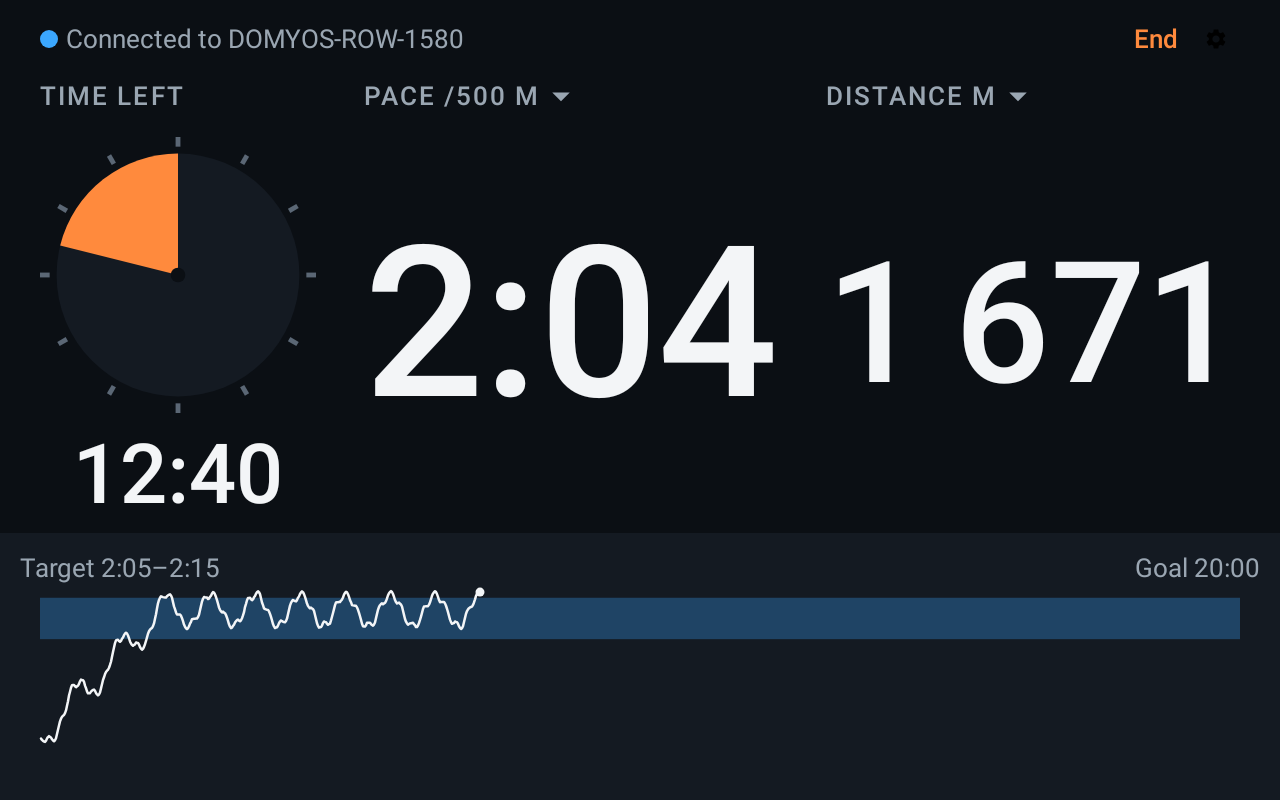 Connected to DOMYOS-ROW-1580
End
TIME LEFT
PACE /500 M
DISTANCE M
2:04
1 671
12:40
Target 2:05–2:15
Goal 20:00